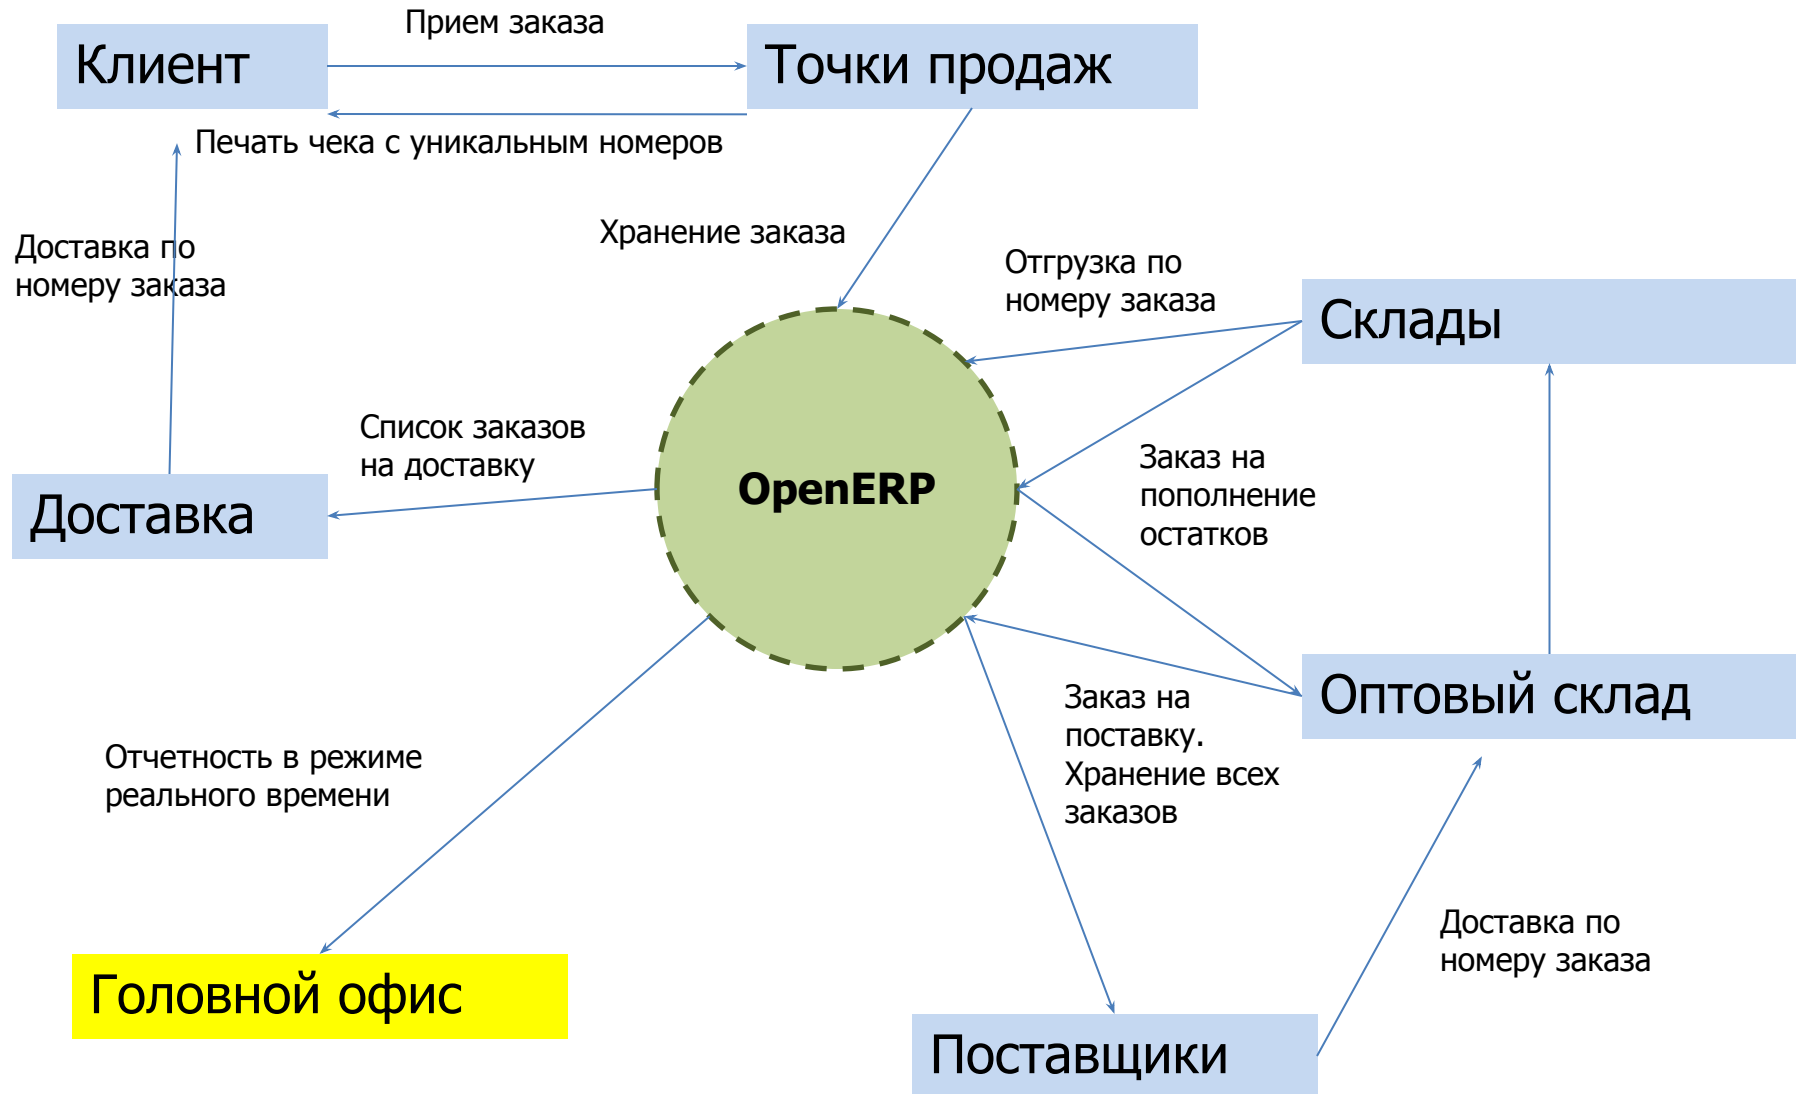 Прием заказа
Клиент
Точки продаж
Печать чека с уникальным номеров
Хранение заказа
Доставка по
номеру заказа
Отгрузка по
номеру заказа
Склады
Список заказов
на доставку
Заказ на
пополнение
остатков
OpenERP
Доставка
Оптовый склад
Заказ на
поставку.
Хранение всех
заказов
Отчетность в режиме
реального времени
Доставка по
номеру заказа
Головной офис
Поставщики